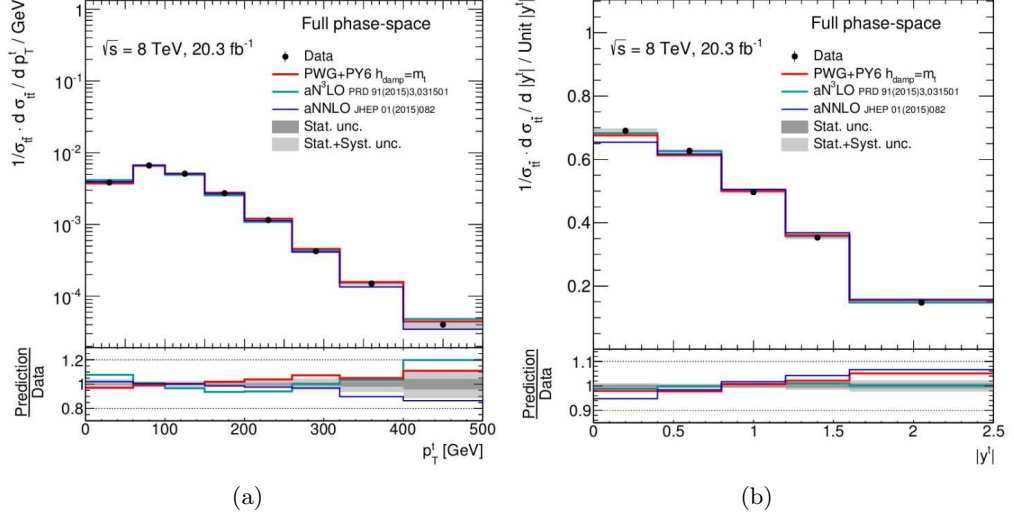 1/σ_tt̄ · d σ_tt̄ / d p_T^t / GeV
1
10⁻¹
10⁻²
10⁻³
10⁻⁴
Full phase-space
√s = 8 TeV, 20.3 fb⁻¹
Data
PWG+PY6 h_damp=m_t
aN³LO PRD 91(2015)3,031501
aNNLO JHEP 01(2015)082
Stat. unc.
Stat.+Syst. unc.
Prediction
Data
1.2
1
0.8
0 100 200 300 400 500
p_T^t [GeV]
(a)
1/σ_tt̄ · d σ_tt̄ / d |y^t| / Unit |y^t|
1
0.8
0.6
0.4
0.2
Full phase-space
√s = 8 TeV, 20.3 fb⁻¹
Data
PWG+PY6 h_damp=m_t
aN³LO PRD 91(2015)3,031501
aNNLO JHEP 01(2015)082
Stat. unc.
Stat.+Syst. unc.
Prediction
Data
1.1
1
0.9
0 0.5 1 1.5 2 2.5
|y^t|
(b)